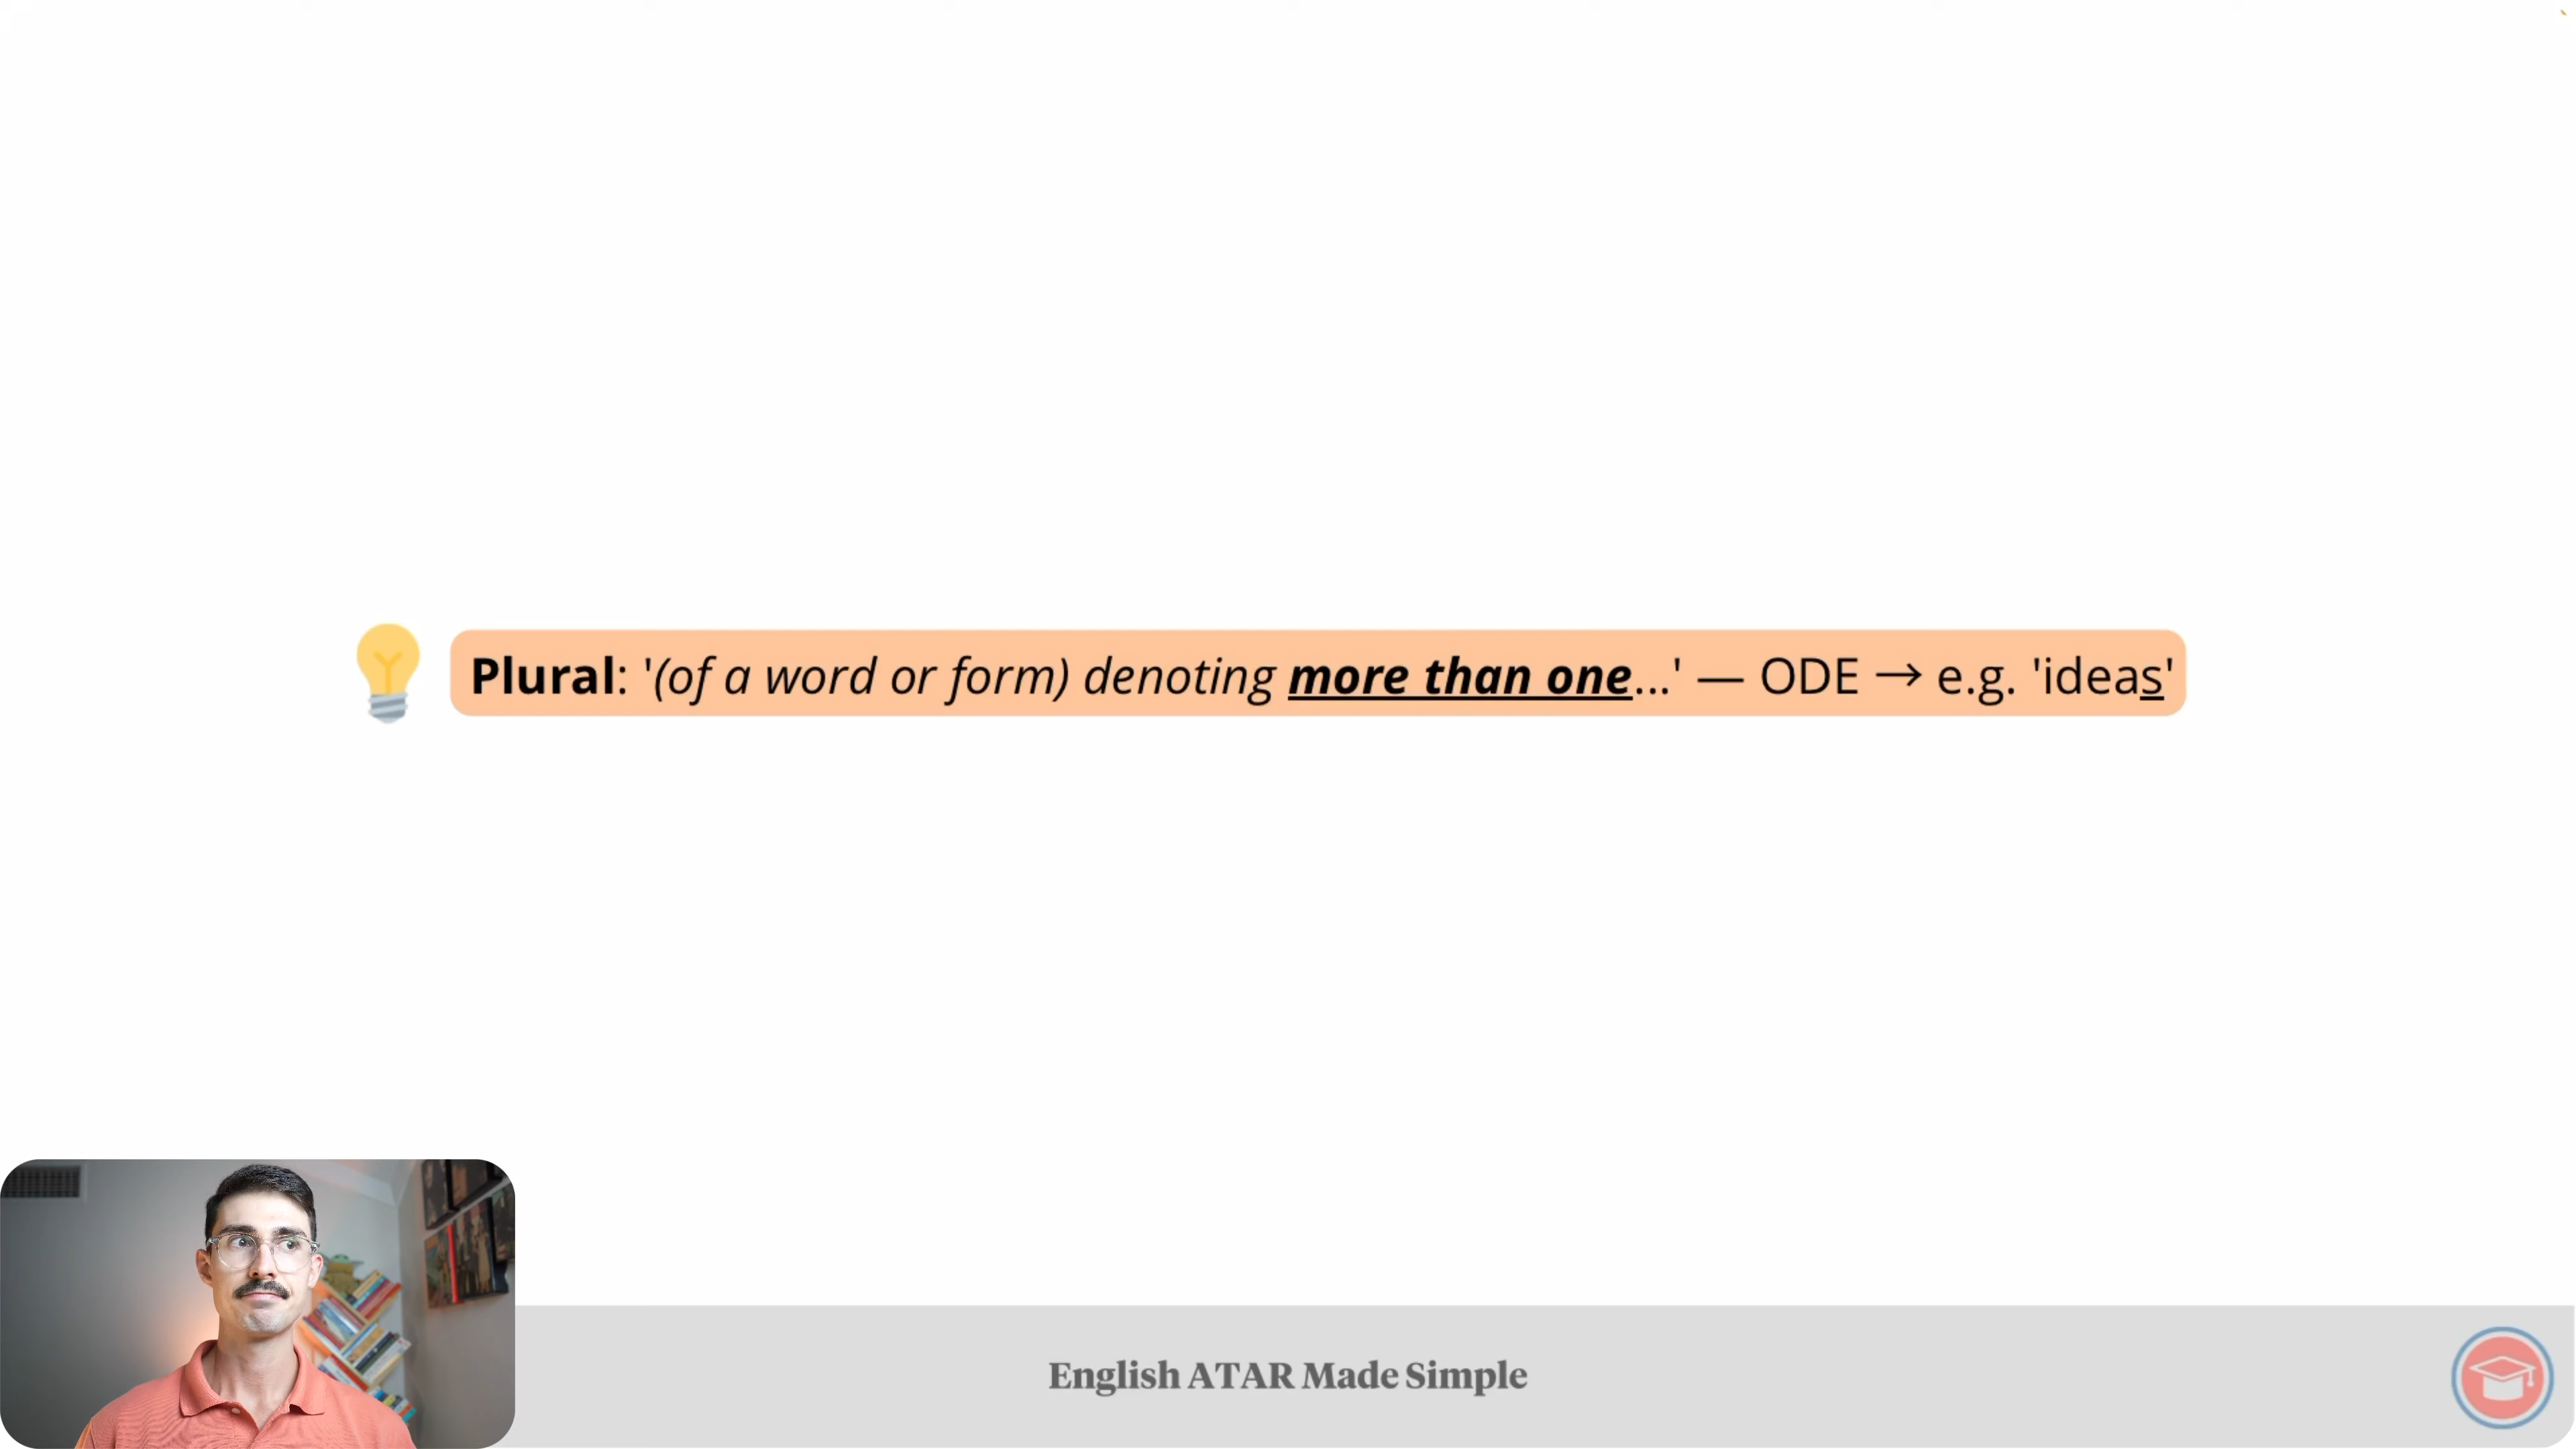 Plural: '(of a word or form) denoting more than one...' — ODE → e.g. 'ideas'
English ATAR Made Simple